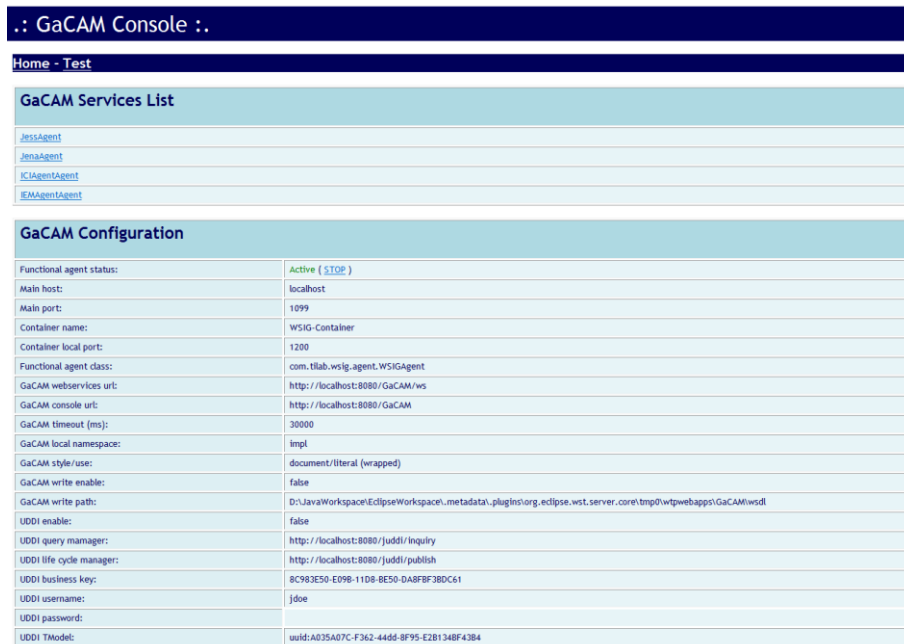 .: GaCAM Console :.
Home - Test
GaCAM Services List
JessAgent
JenaAgent
ICIAgentAgent
IEMAgentAgent
GaCAM Configuration
Functional agent status: Active ( STOP )
Main host: localhost
Main port: 1099
Container name: WSIG-Container
Container local port: 1200
Functional agent class: com.tilab.wsig.agent.WSIGAgent
GaCAM webservices url: http://localhost:8080/GaCAM/ws
GaCAM console url: http://localhost:8080/GaCAM
GaCAM timeout (ms): 30000
GaCAM local namespace: impl
GaCAM style/use: document/literal (wrapped)
GaCAM write enable: false
GaCAM write path: D:\JavaWorkspace\EclipseWorkspace\.metadata\.plugins\org.eclipse.wst.server.core\tmp0\wtpwebapps\GaCAM\wsdl
UDDI enable: false
UDDI query mamager: http://localhost:8080/juddi/inquiry
UDDI life cycle manager: http://localhost:8080/juddi/publish
UDDI business key: 8C983E50-E09B-11D8-BE50-DA8FBF3BDC61
UDDI username: jdoe
UDDI password:
UDDI TModel: uuid:A035A07C-F362-44dd-8F95-E2B134BF43B4